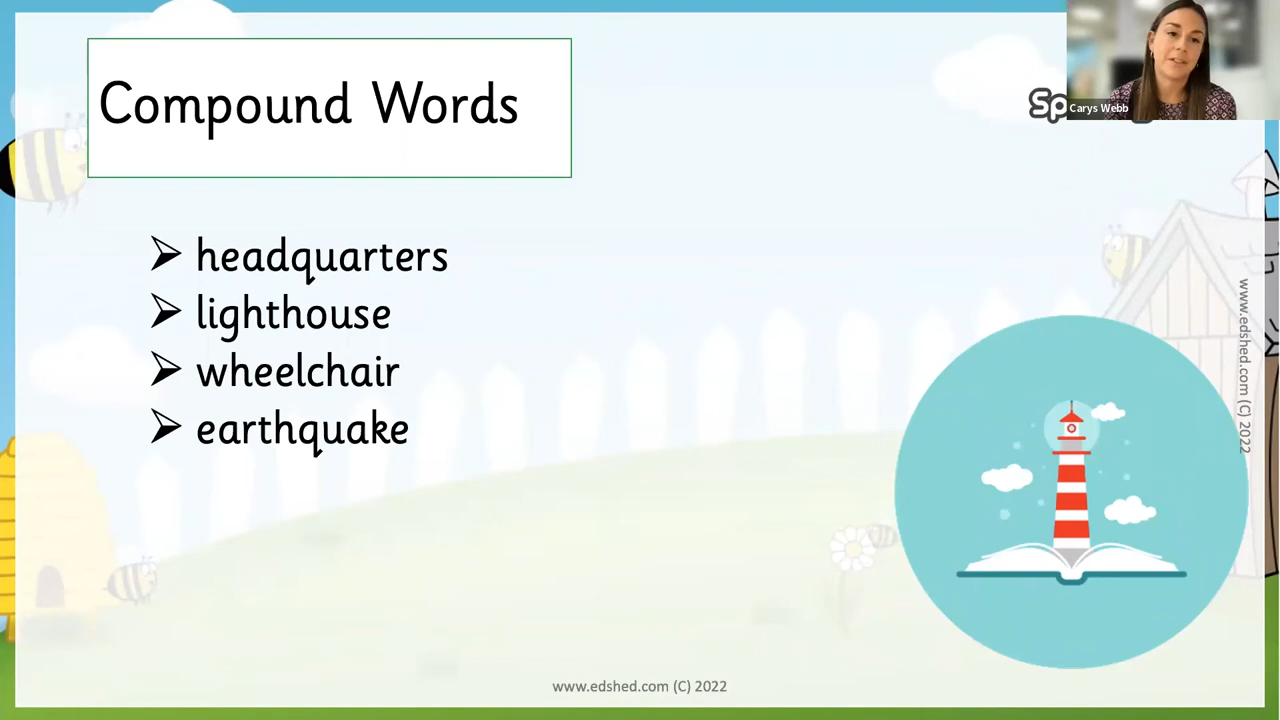 Compound Words
Sp
Carys Webb
➢ headquarters
➢ lighthouse
➢ wheelchair
➢ earthquake
www.edshed.com (C) 2022
www.edshed.com (C) 2022